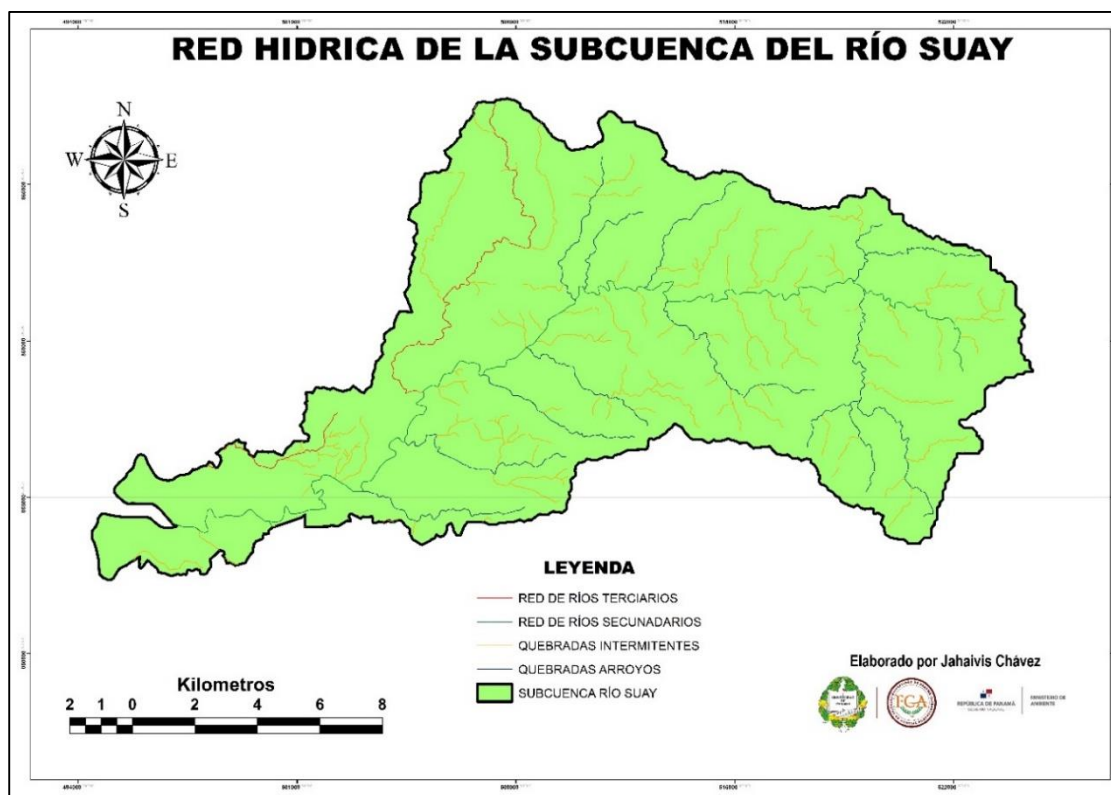 RED HIDRICA DE LA SUBCUENCA DEL RÍO SUAY
N
W E
S
LEYENDA
RED DE RÍOS TERCIARIOS
RED DE RÍOS SECUNADARIOS
QUEBRADAS INTERMITENTES
QUEBRADAS ARROYOS
SUBCUENCA RÍO SUAY
Kilometros
2 1 0 2 4 6 8
Elaborado por Jahaivis Chávez
FGA
REPÚBLICA DE PANAMÁ
MINISTERIO DE
AMBIENTE